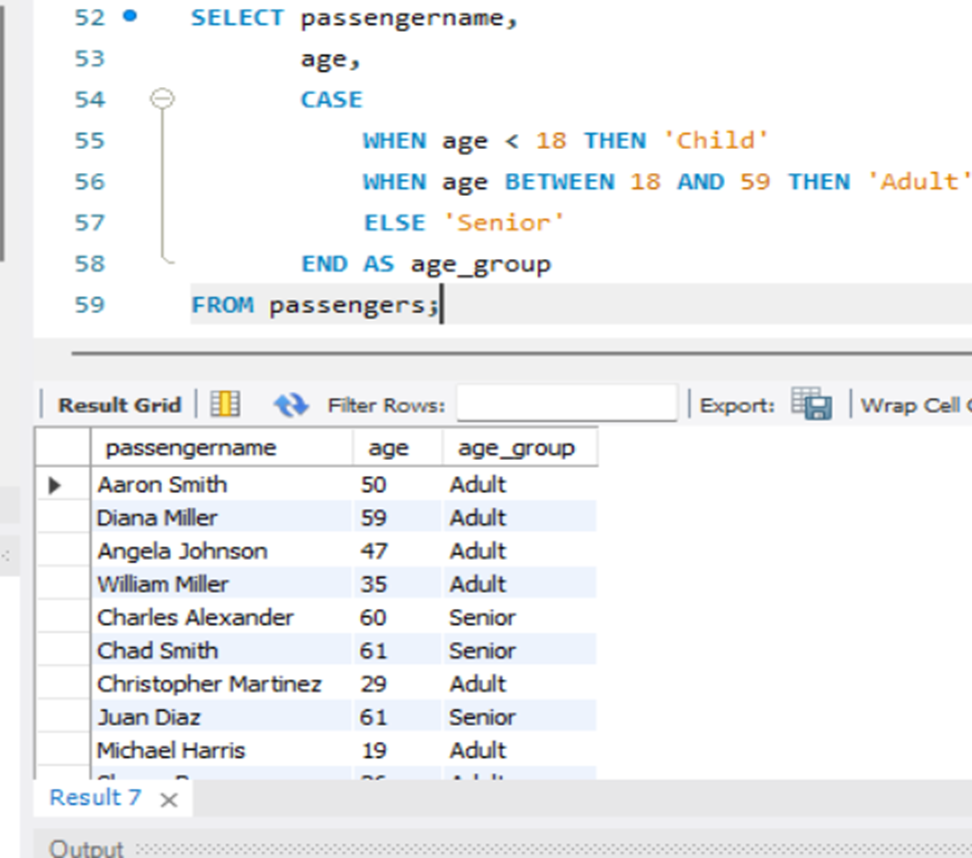 52 SELECT passengername,
53 age,
54 CASE
55 WHEN age < 18 THEN 'Child'
56 WHEN age BETWEEN 18 AND 59 THEN 'Adult'
57 ELSE 'Senior'
58 END AS age_group
59 FROM passengers;
Result Grid Filter Rows: Export: Wrap Cell
passengername age age_group
Aaron Smith 50 Adult
Diana Miller 59 Adult
Angela Johnson 47 Adult
William Miller 35 Adult
Charles Alexander 60 Senior
Chad Smith 61 Senior
Christopher Martinez 29 Adult
Juan Diaz 61 Senior
Michael Harris 19 Adult
Result 7
Output